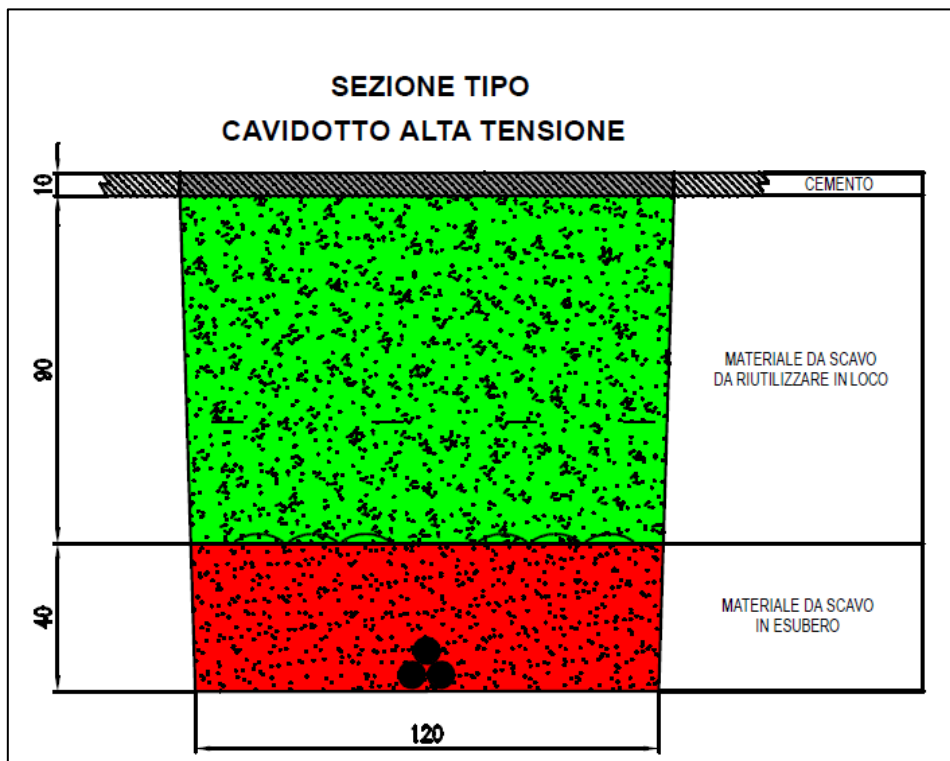 SEZIONE TIPO
CAVIDOTTO ALTA TENSIONE
10
CEMENTO
90
MATERIALE DA SCAVO
DA RIUTILIZZARE IN LOCO
40
MATERIALE DA SCAVO
IN ESUBERO
120